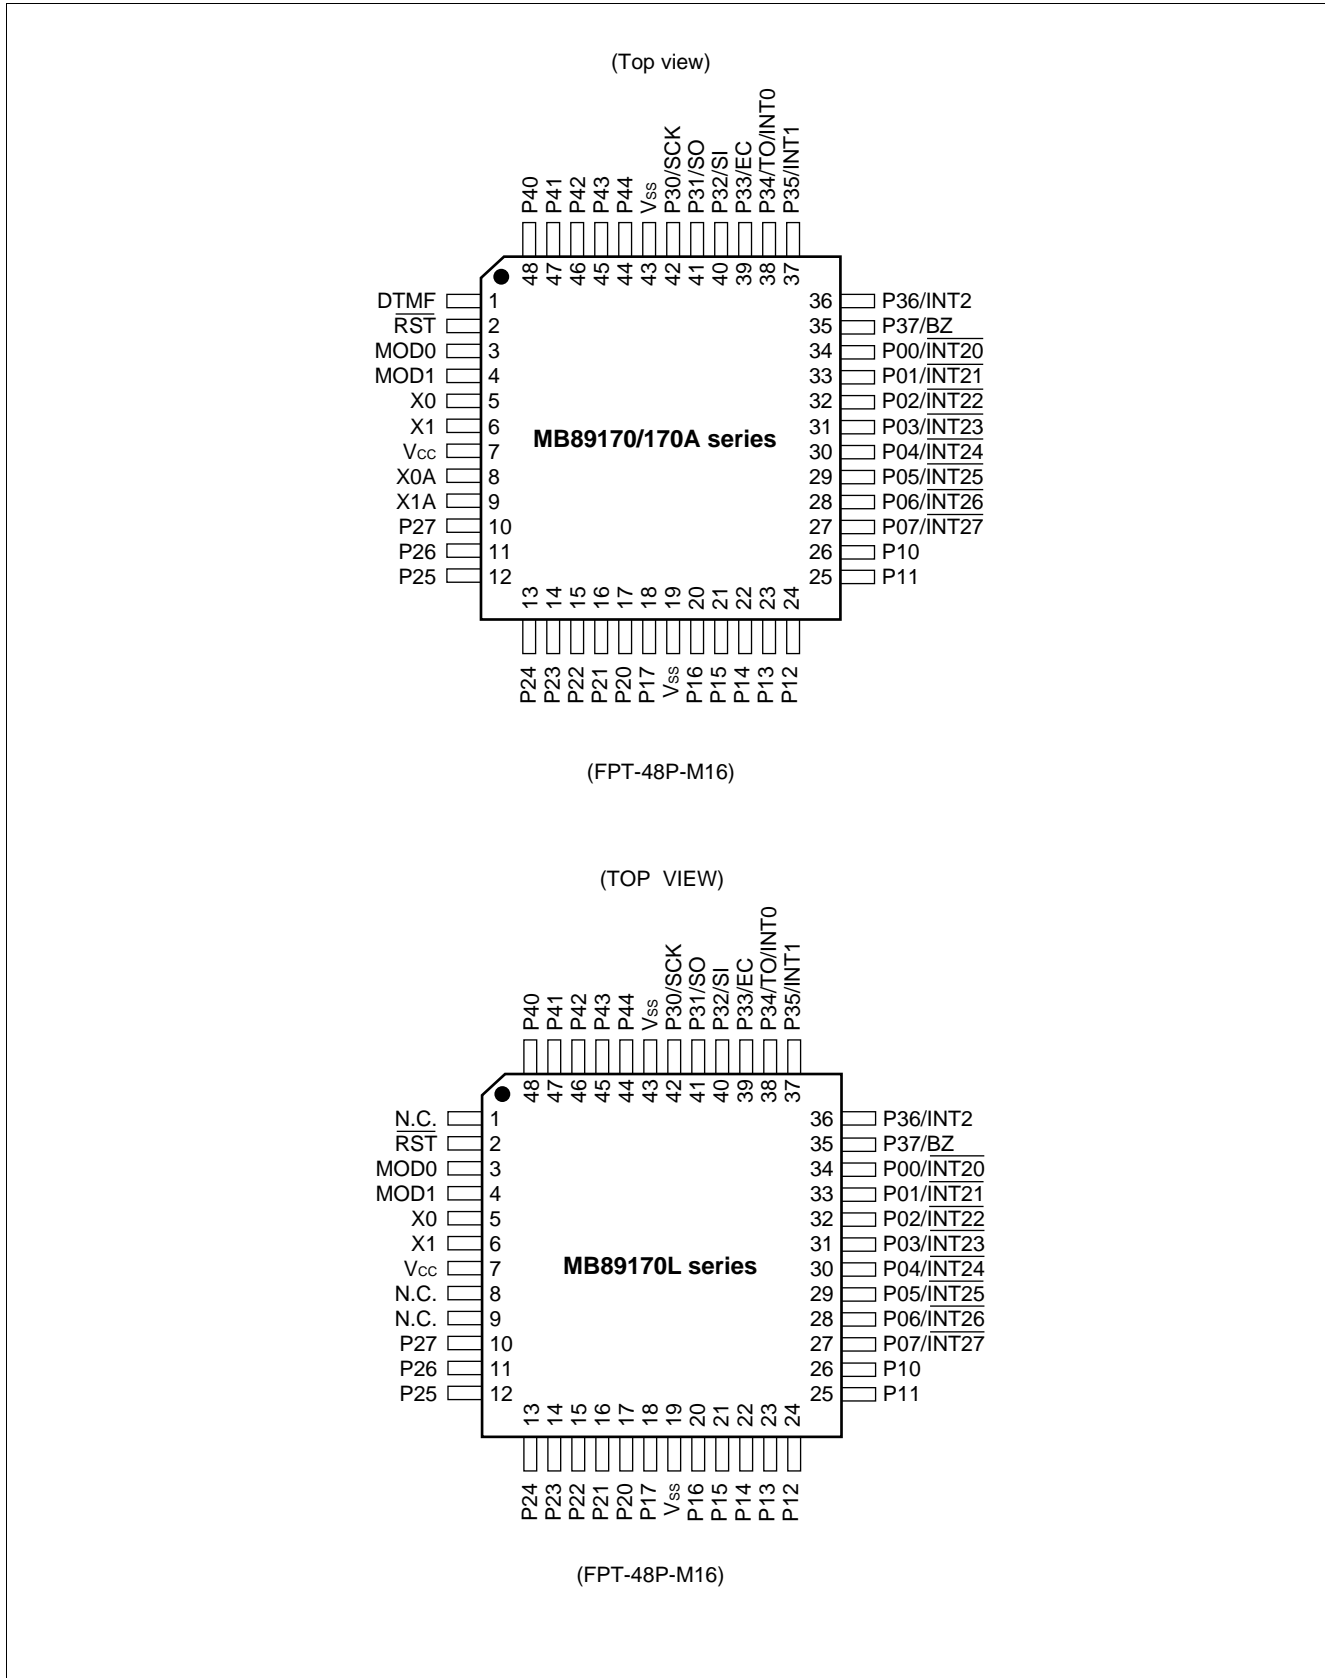 (Top view)
P40
P41
P42
P43
P44
Vss
P30/SCK
P31/SO
P32/SI
P33/EC
P34/TO/INT0
P35/INT1
48
47
46
45
44
43
42
41
40
39
38
37
DTMF 1
RST 2
MOD0 3
MOD1 4
X0 5
X1 6
Vcc 7
X0A 8
X1A 9
P27 10
P26 11
P25 12
MB89170/170A series
36 P36/INT2
35 P37/BZ
34 P00/INT20
33 P01/INT21
32 P02/INT22
31 P03/INT23
30 P04/INT24
29 P05/INT25
28 P06/INT26
27 P07/INT27
26 P10
25 P11
13
14
15
16
17
18
19
20
21
22
23
24
P24
P23
P22
P21
P20
P17
Vss
P16
P15
P14
P13
P12
(FPT-48P-M16)
(TOP VIEW)
P40
P41
P42
P43
P44
Vss
P30/SCK
P31/SO
P32/SI
P33/EC
P34/TO/INT0
P35/INT1
48
47
46
45
44
43
42
41
40
39
38
37
N.C. 1
RST 2
MOD0 3
MOD1 4
X0 5
X1 6
Vcc 7
N.C. 8
N.C. 9
P27 10
P26 11
P25 12
MB89170L series
36 P36/INT2
35 P37/BZ
34 P00/INT20
33 P01/INT21
32 P02/INT22
31 P03/INT23
30 P04/INT24
29 P05/INT25
28 P06/INT26
27 P07/INT27
26 P10
25 P11
13
14
15
16
17
18
19
20
21
22
23
24
P24
P23
P22
P21
P20
P17
Vss
P16
P15
P14
P13
P12
(FPT-48P-M16)